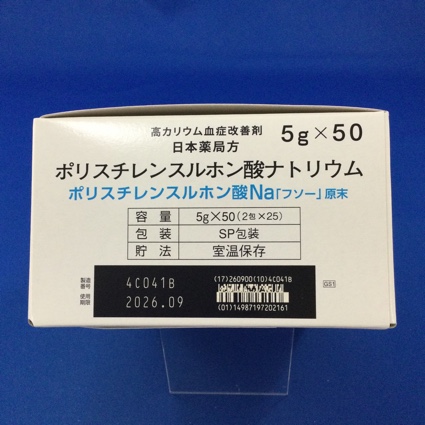 高カリウム血症改善剤 5g×50
日本薬局方
ポリスチレンスルホン酸ナトリウム
ポリスチレンスルホン酸Na「フソー」原末
容量 5g×50(2包×25)
包装 SP包装
貯法 室温保存
製造番号 4C041B
使用期限 2026.09
(17)260900(10)4C041B
(01)14987197202161
GS1